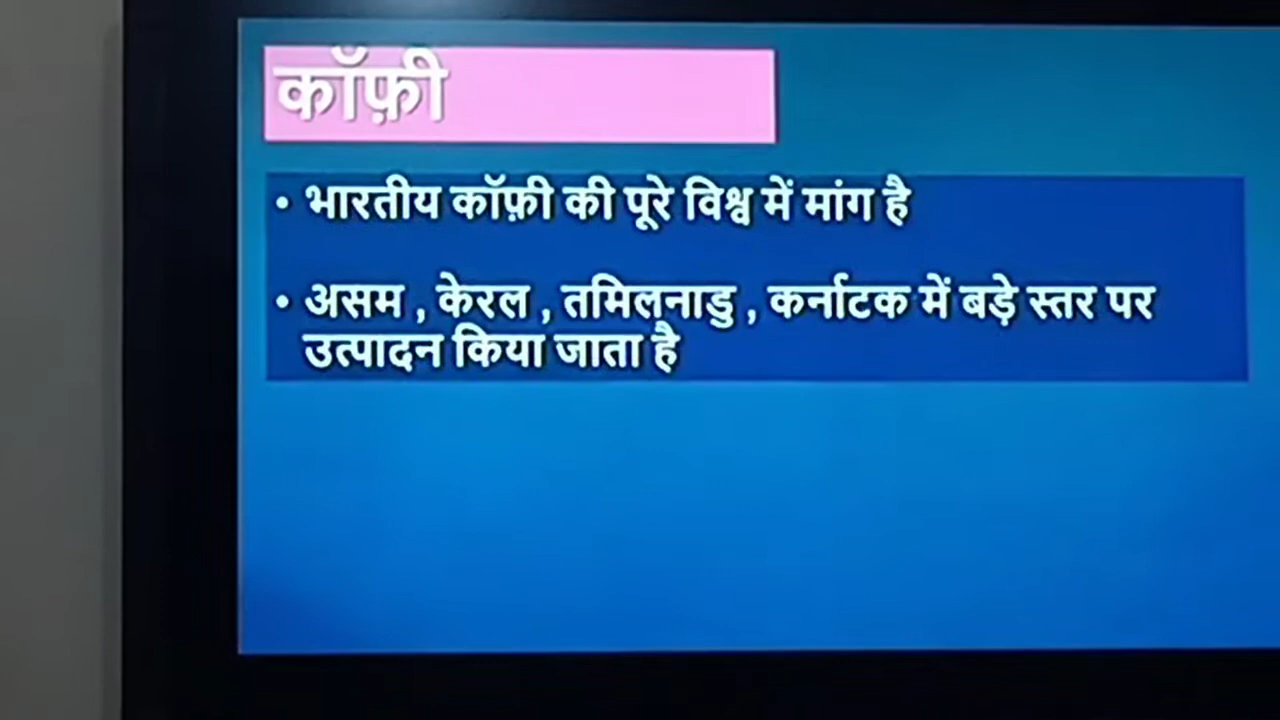 कॉफ़ी
• भारतीय कॉफ़ी की पूरे विश्व में मांग है
• असम , केरल , तमिलनाडु , कर्नाटक में बड़े स्तर पर
उत्पादन किया जाता है